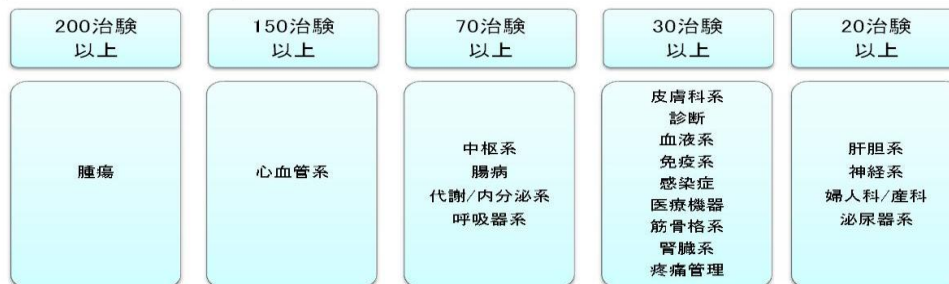 200治験
以上
150治験
以上
70治験
以上
30治験
以上
20治験
以上
腫瘍
心血管系
中枢系
腸病
代謝/内分泌系
呼吸器系
皮膚科系
診断
血液系
免疫系
感染症
医療機器
筋骨格系
腎臓系
疼痛管理
肝胆系
神経系
婦人科/産科
泌尿器系